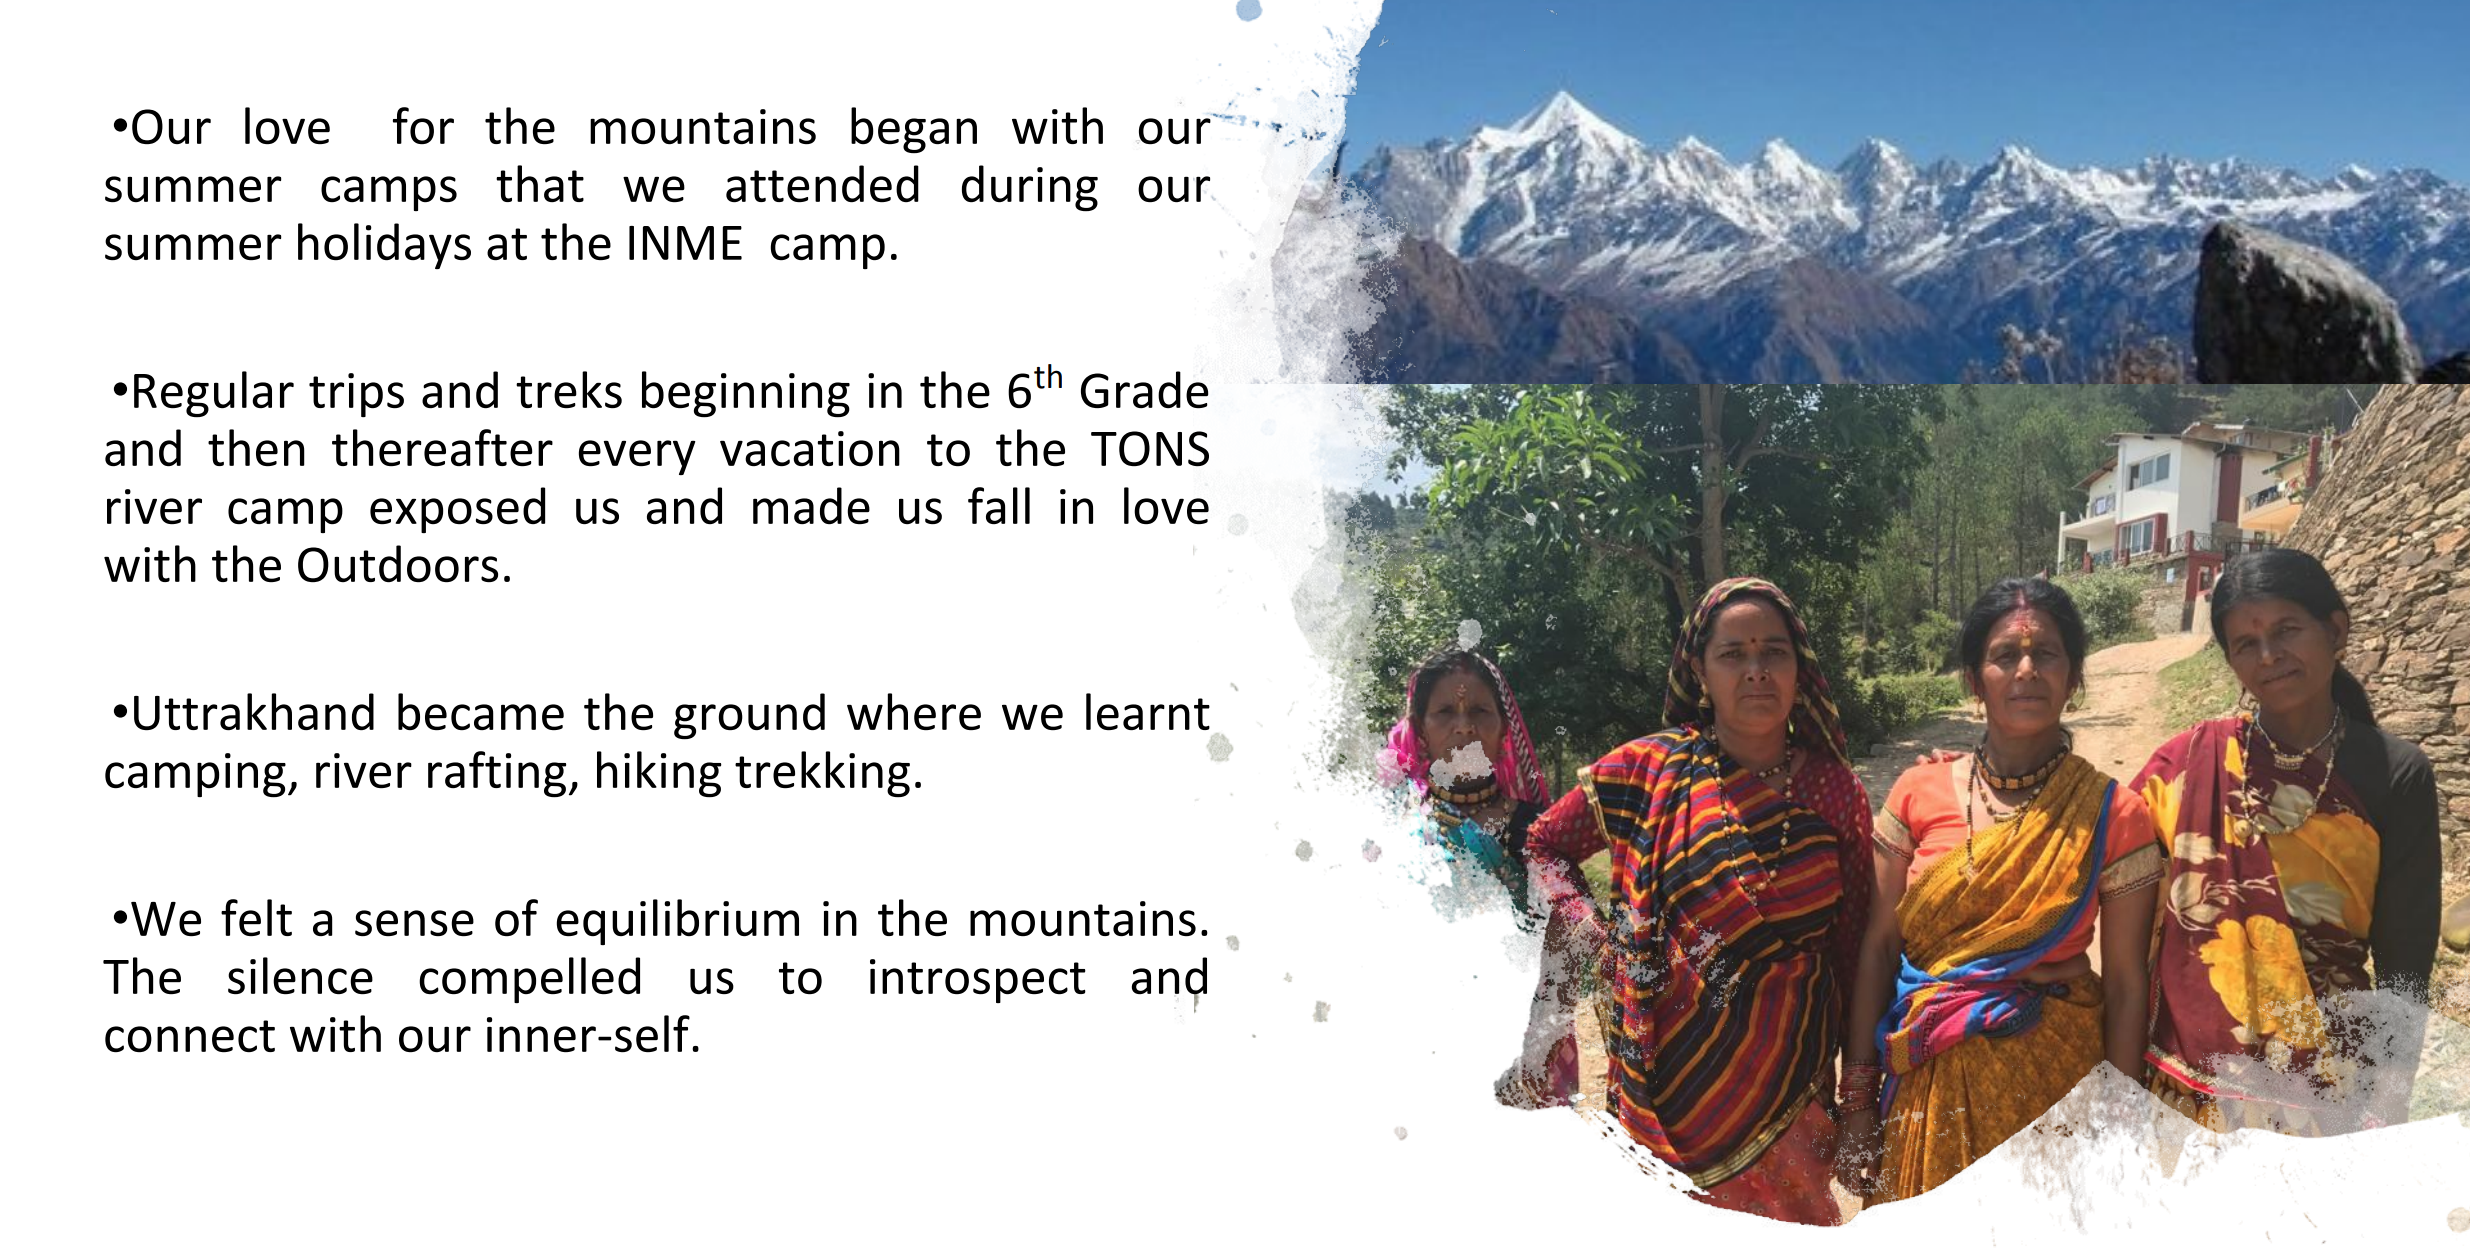 •Our love for the mountains began with our
summer camps that we attended during our
summer holidays at the INME camp.
•Regular trips and treks beginning in the 6th Grade
and then thereafter every vacation to the TONS
river camp exposed us and made us fall in love
with the Outdoors.
•Uttrakhand became the ground where we learnt
camping, river rafting, hiking trekking.
•We felt a sense of equilibrium in the mountains.
The silence compelled us to introspect and
connect with our inner-self.